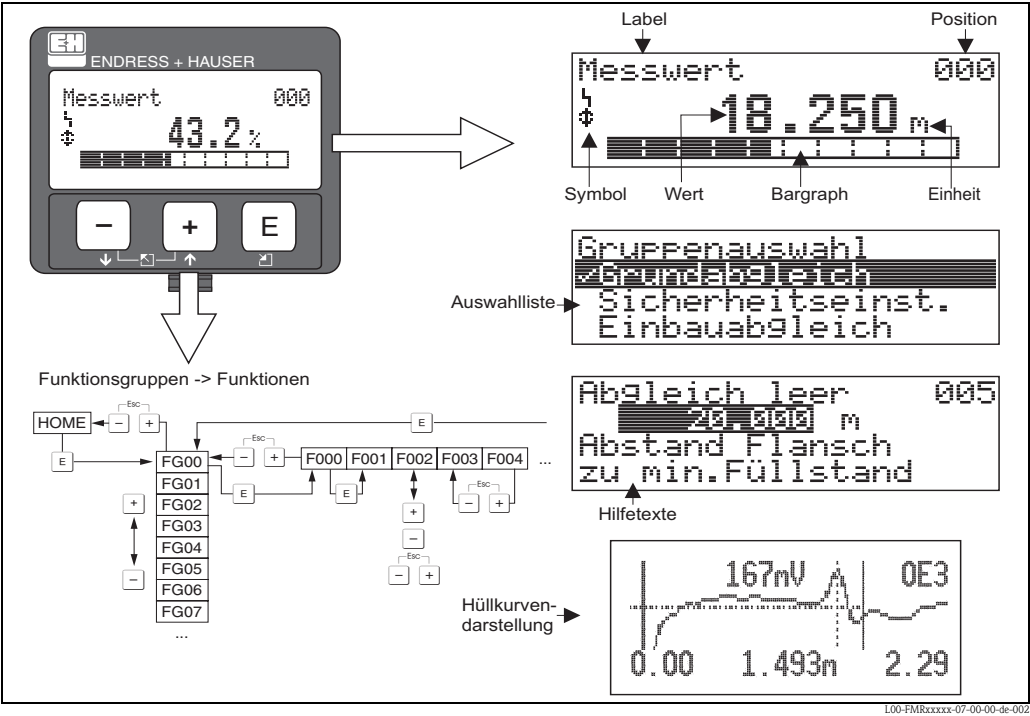 ENDRESS + HAUSER
Messwert 000
43.2 %
− + E
Label Position
Messwert 000
18.250 m
Symbol Wert Bargraph Einheit
Gruppenauswahl
✓Grundabgleich
Sicherheitseinst.
Einbauabgleich
Auswahlliste
Abgleich leer 005
20.000 m
Abstand Flansch
zu min.Füllstand
Hilfetexte
Funktionsgruppen -> Funktionen
HOME
Esc
− +
E
FG00
FG01
FG02
FG03
FG04
FG05
FG06
FG07
...
+
−
E
Esc
− +
E
F000 F001 F002 F003 F004 ...
E
+
−
Esc
− +
Esc
− +
Hüllkurven-
darstellung
167mV 0E3
0.00 1.493m 2.29
L00-FMRxxxxx-07-00-00-de-002